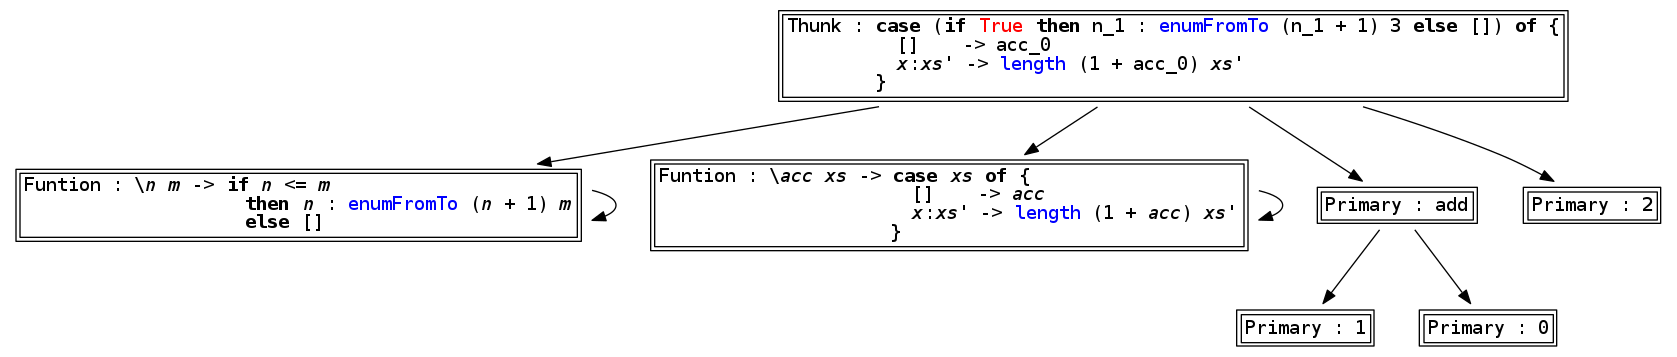 Thunk : case (if True then n_1 : enumFromTo (n_1 + 1) 3 else []) of {
[]    -> acc_0
x:xs' -> length (1 + acc_0) xs'
}
Funtion : \n m -> if n <= m
then n : enumFromTo (n + 1) m
else []
Funtion : \acc xs -> case xs of {
[]    -> acc
x:xs' -> length (1 + acc) xs'
}
Primary : add
Primary : 2
Primary : 1
Primary : 0